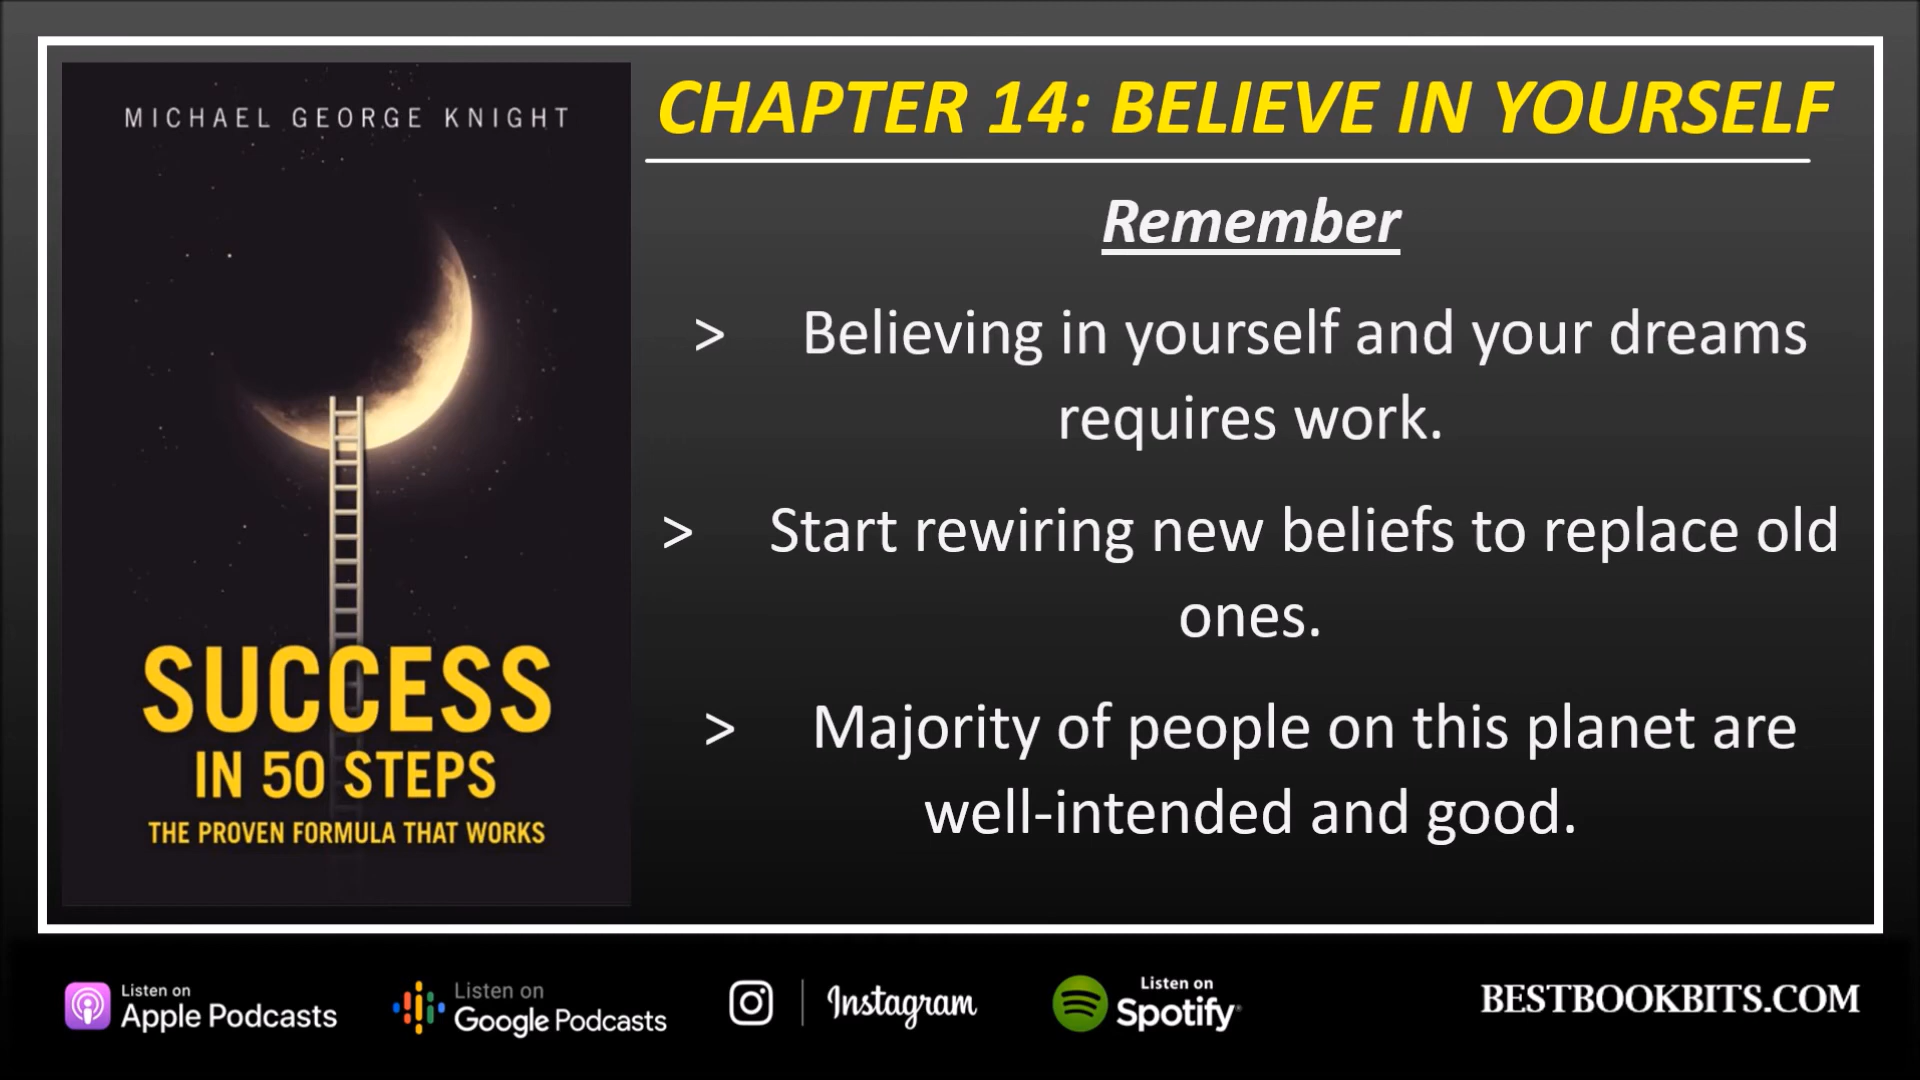 MICHAEL GEORGE KNIGHT
SUCCESS
IN 50 STEPS
THE PROVEN FORMULA THAT WORKS
CHAPTER 14: BELIEVE IN YOURSELF
Remember
> Believing in yourself and your dreams
requires work.
> Start rewiring new beliefs to replace old
ones.
> Majority of people on this planet are
well-intended and good.
Listen on
Apple Podcasts
Listen on
Google Podcasts
Instagram
Listen on
Spotify
BESTBOOKBITS.COM